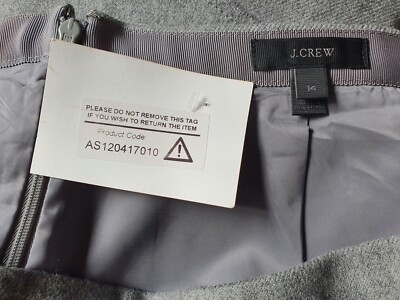 J.CREW
14
PLEASE DO NOT REMOVE THIS TAG
IF YOU WISH TO RETURN THE ITEM
Product Code:
AS120417010